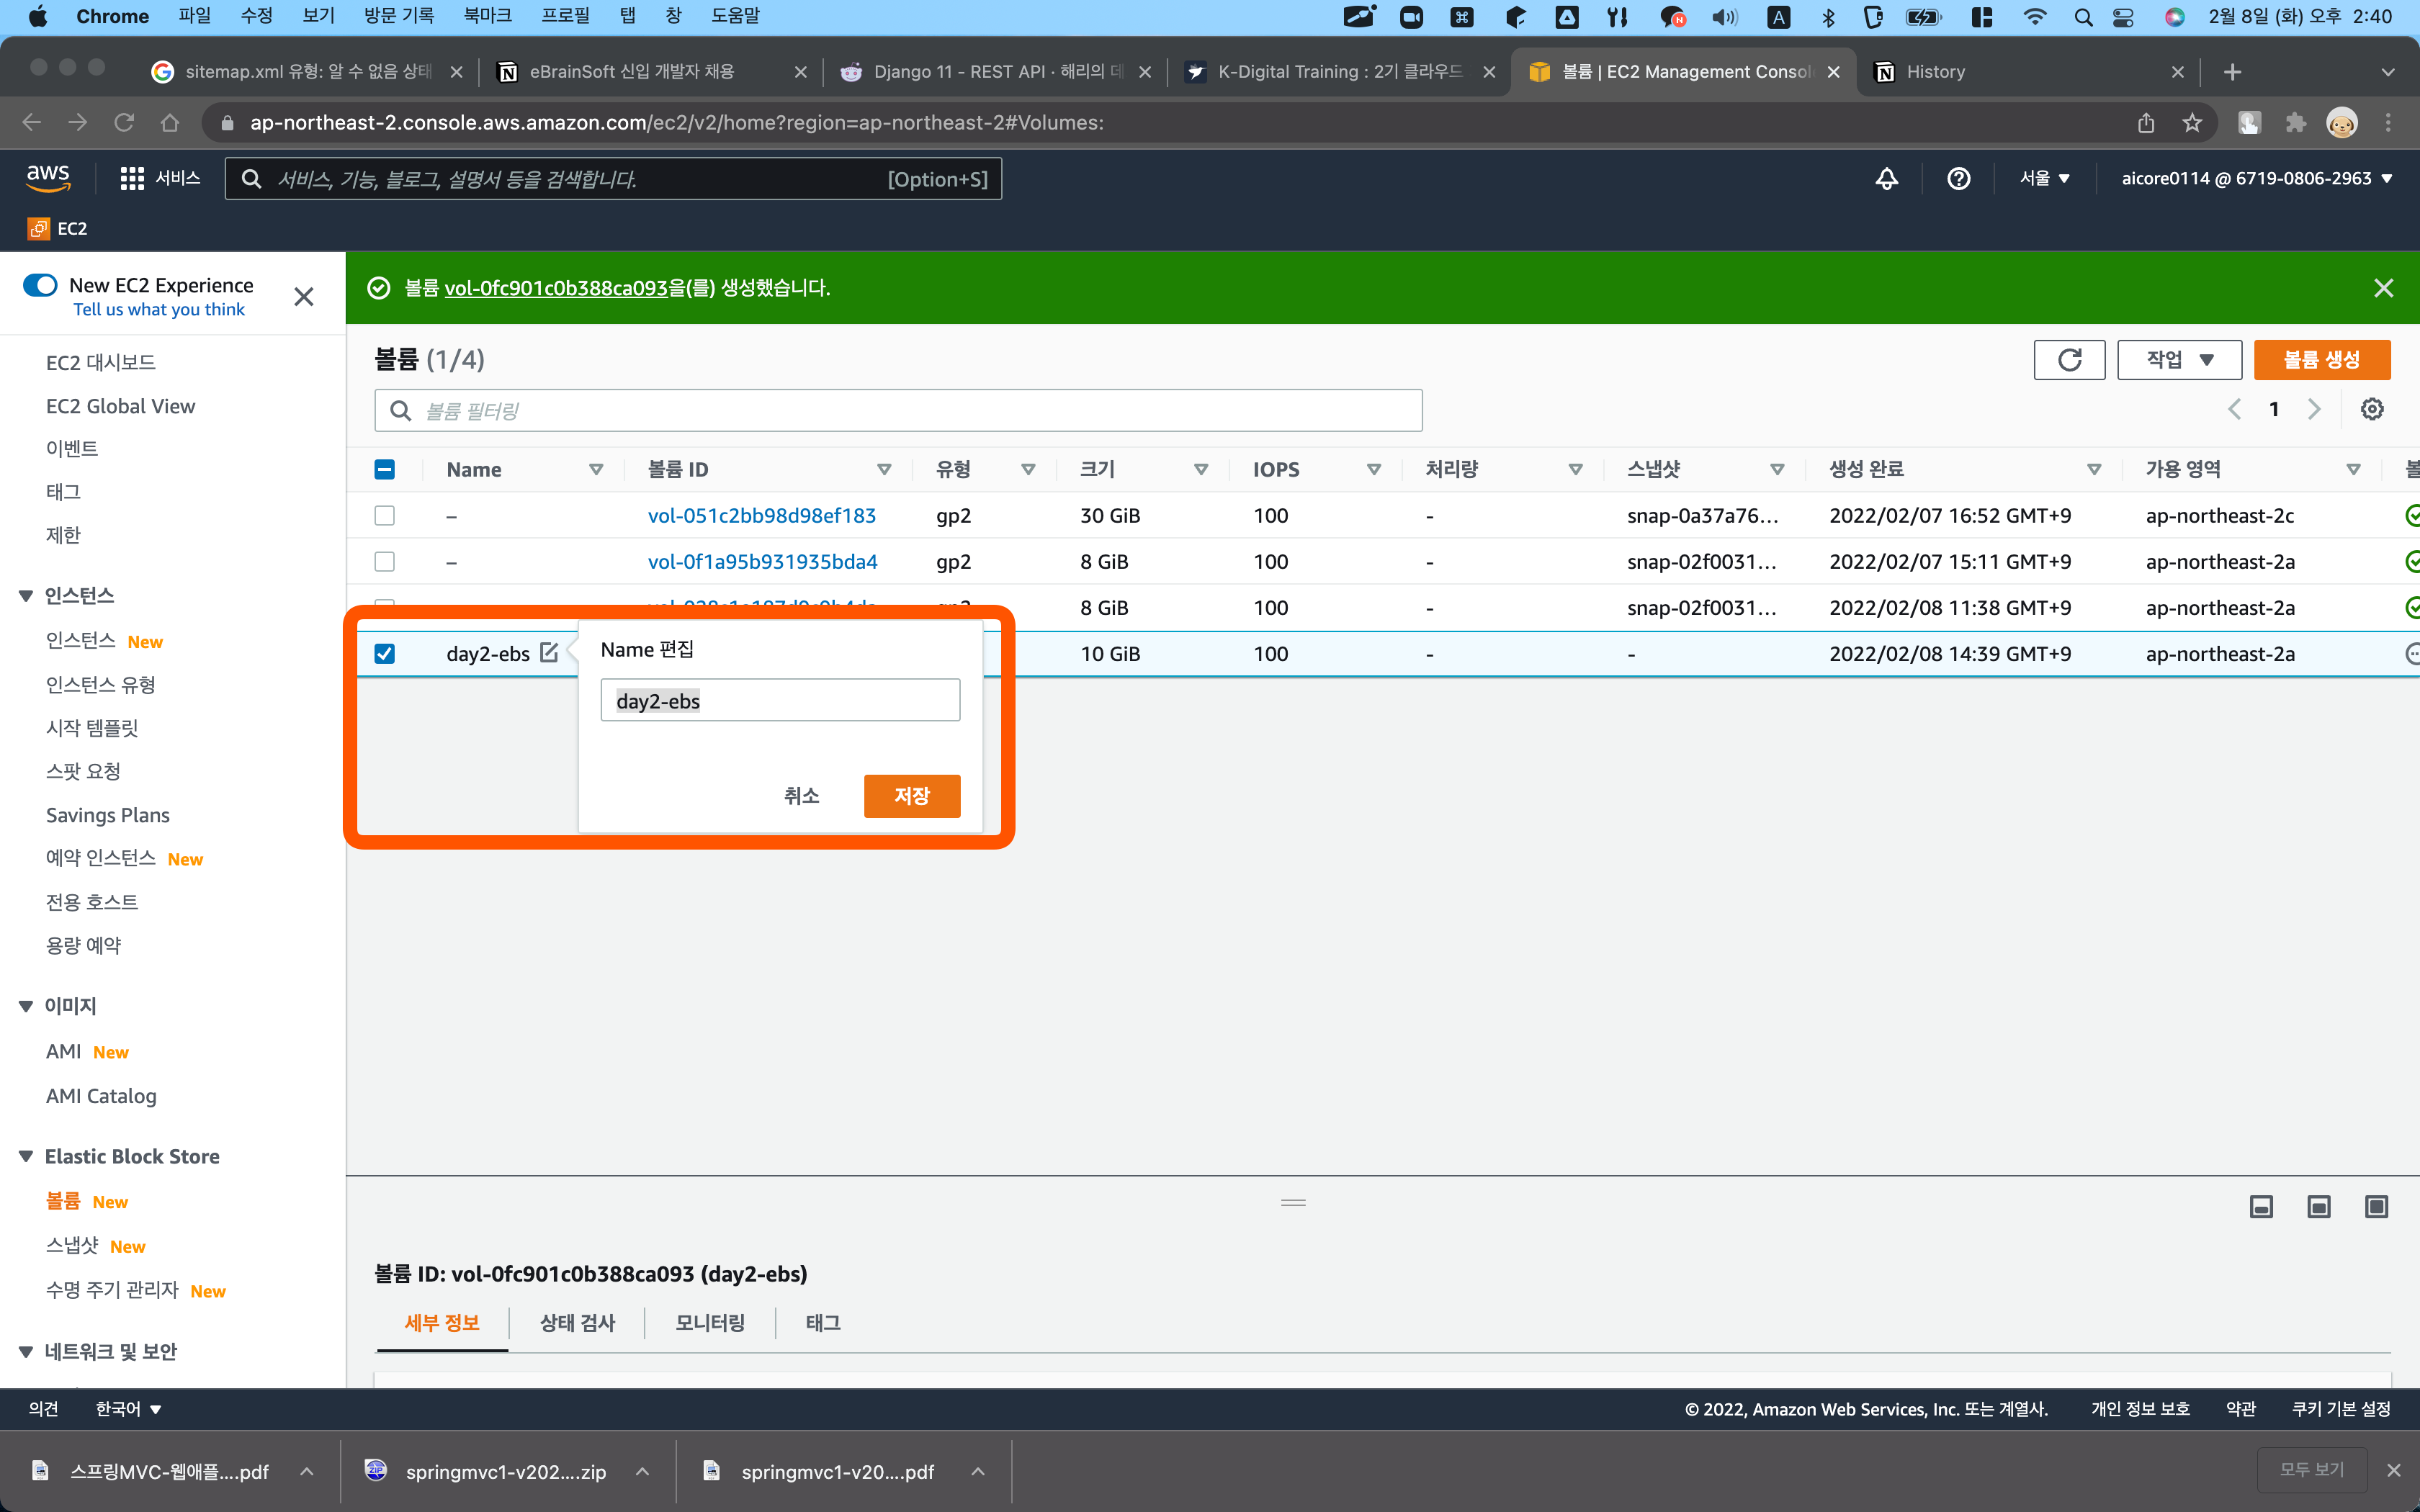 Chrome 파일 수정 보기 방문 기록 북마크 프로필 탭 창 도움말 2월 8일 (화) 오후 2:40
sitemap.xml 유형: 알 수 없음 상태 eBrainSoft 신입 개발자 채용 Django 11 - REST API · 해리의 데 K-Digital Training : 2기 클라우드 볼륨 | EC2 Management Consol History
ap-northeast-2.console.aws.amazon.com/ec2/v2/home?region=ap-northeast-2#Volumes:
aws 서비스 서비스, 기능, 블로그, 설명서 등을 검색합니다. [Option+S] 서울 aicore0114 @ 6719-0806-2963
EC2
New EC2 Experience
Tell us what you think
볼륨 vol-0fc901c0b388ca093을(를) 생성했습니다.
EC2 대시보드
EC2 Global View
이벤트
태그
제한
인스턴스
인스턴스 New
인스턴스 유형
시작 템플릿
스팟 요청
Savings Plans
예약 인스턴스 New
전용 호스트
용량 예약
이미지
AMI New
AMI Catalog
Elastic Block Store
볼륨 New
스냅샷 New
수명 주기 관리자 New
네트워크 및 보안
볼륨 (1/4) 작업 볼륨 생성
볼륨 필터링 1
Name 볼륨 ID 유형 크기 IOPS 처리량 스냅샷 생성 완료 가용 영역
– vol-051c2bb98d98ef183 gp2 30 GiB 100 - snap-0a37a76... 2022/02/07 16:52 GMT+9 ap-northeast-2c
– vol-0f1a95b931935bda4 gp2 8 GiB 100 - snap-02f0031... 2022/02/07 15:11 GMT+9 ap-northeast-2a
8 GiB 100 - snap-02f0031... 2022/02/08 11:38 GMT+9 ap-northeast-2a
day2-ebs 10 GiB 100 - - 2022/02/08 14:39 GMT+9 ap-northeast-2a
Name 편집
day2-ebs
취소 저장
볼륨 ID: vol-0fc901c0b388ca093 (day2-ebs)
세부 정보 상태 검사 모니터링 태그
의견 한국어 © 2022, Amazon Web Services, Inc. 또는 계열사. 개인 정보 보호 약관 쿠키 기본 설정
스프링MVC-웹애플....pdf springmvc1-v202....zip springmvc1-v20....pdf 모두 보기